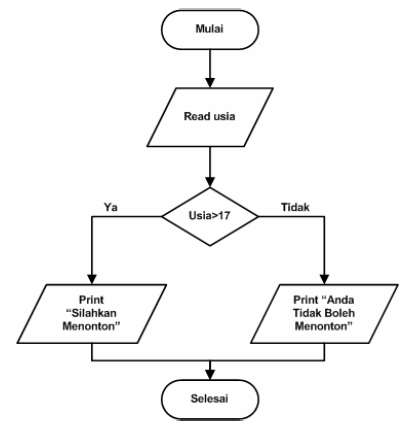 Mulai
Read usia
Usia>17
Ya
Tidak
Print
“Silahkan
Menonton”
Print “Anda
Tidak Boleh
Menonton”
Selesai